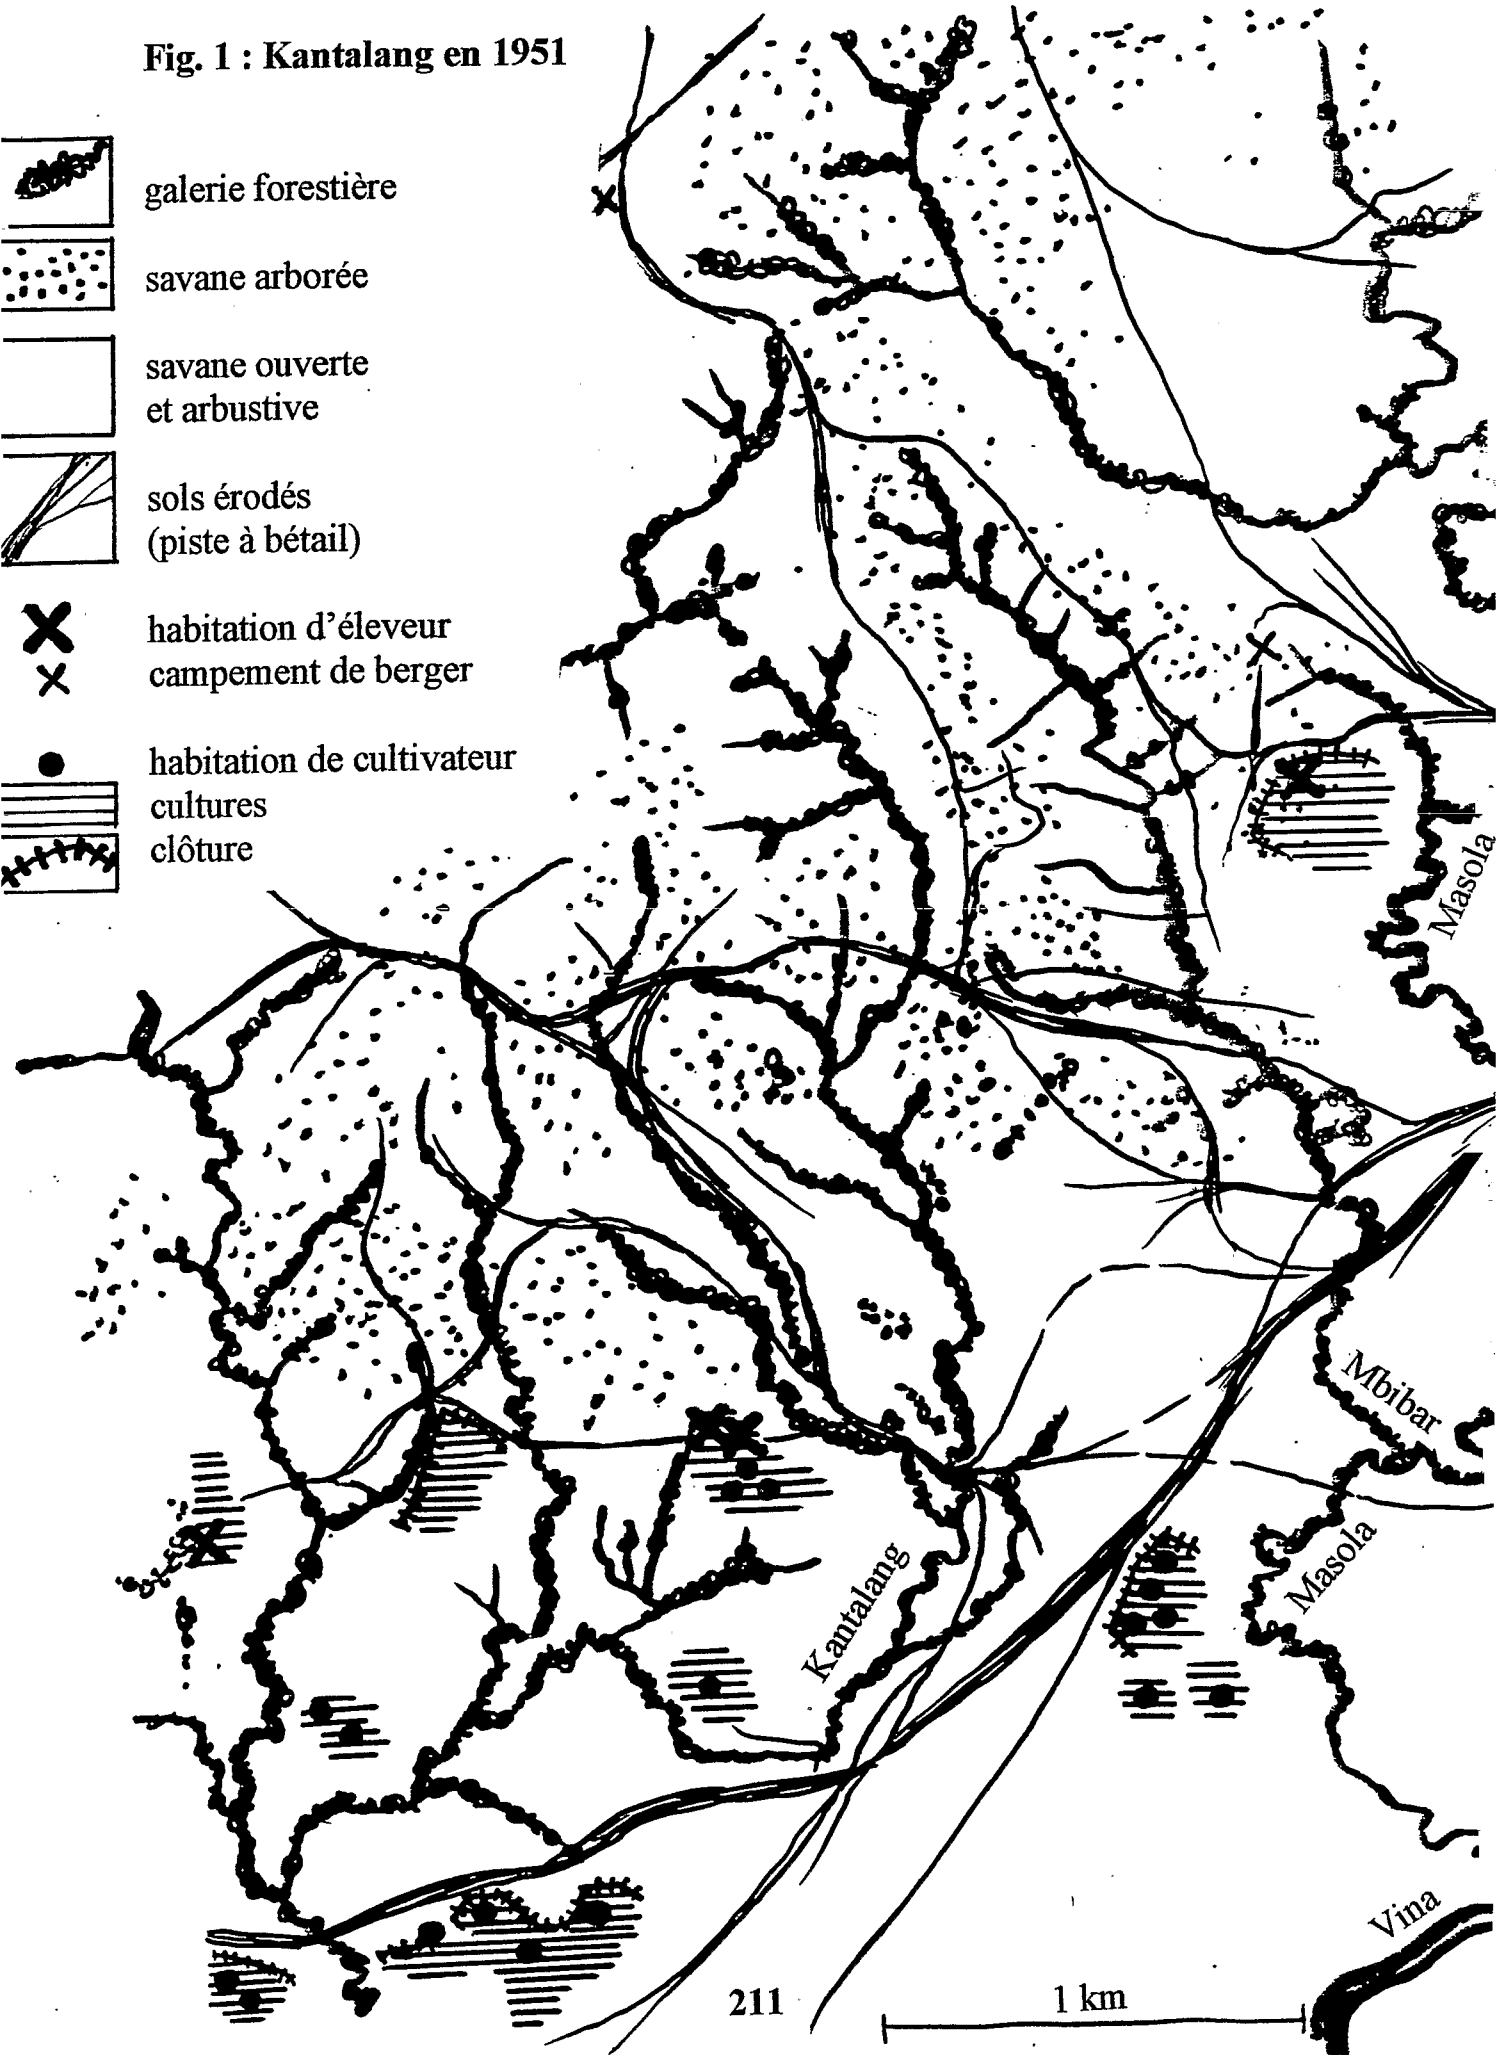 Fig. 1 : Kantalang en 1951
galerie forestière
savane arborée
savane ouverte
et arbustive
sols érodés
(piste à bétail)
habitation d'éleveur
campement de berger
habitation de cultivateur
cultures
clôture
Masola
Mbibar
Masola
Kantalang
Vina
211
1 km